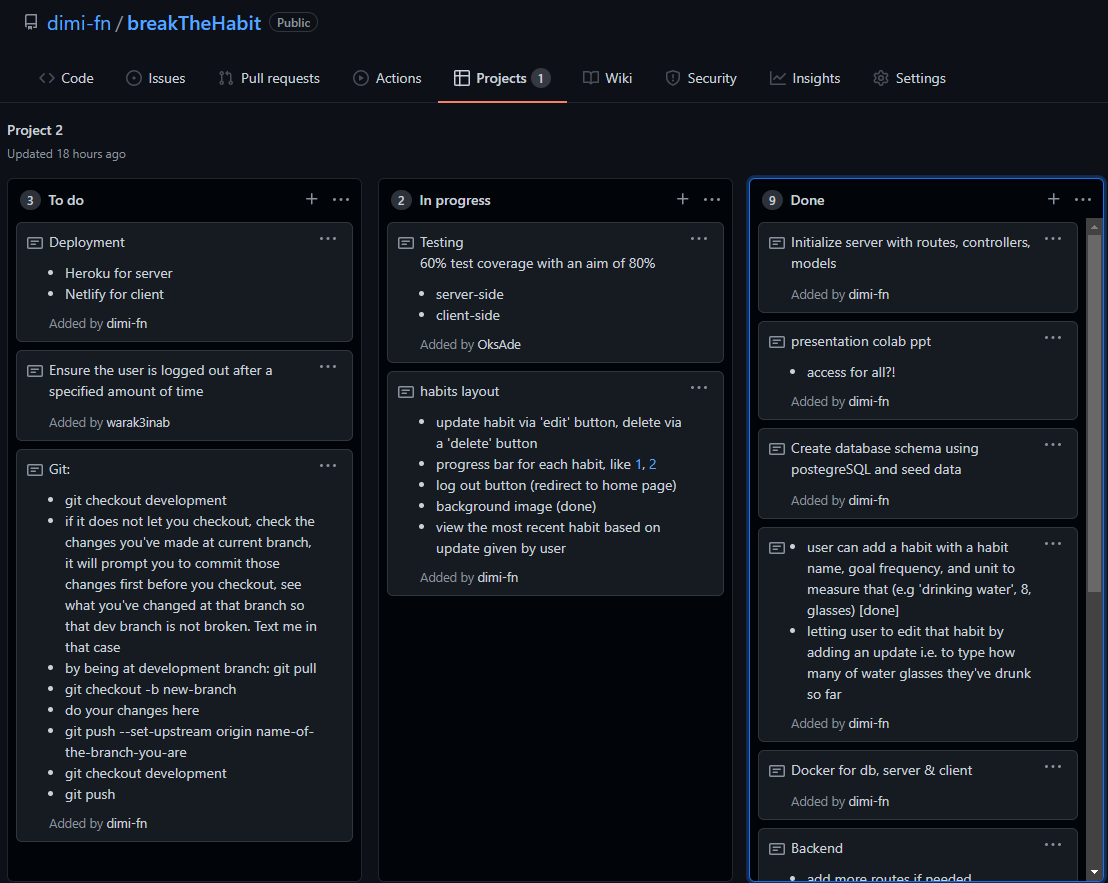 dimi-fn / breakTheHabit Public
Code Issues Pull requests Actions Projects 1 Wiki Security Insights Settings
Project 2
Updated 18 hours ago
3 To do
Deployment
• Heroku for server
• Netlify for client
Added by dimi-fn
Ensure the user is logged out after a
specified amount of time
Added by warak3inab
Git:
• git checkout development
• if it does not let you checkout, check the
changes you've made at current branch,
it will prompt you to commit those
changes first before you checkout, see
what you've changed at that branch so
that dev branch is not broken. Text me in
that case
• by being at development branch: git pull
• git checkout -b new-branch
• do your changes here
• git push --set-upstream origin name-of-
the-branch-you-are
• git checkout development
• git push
Added by dimi-fn
2 In progress
Testing
60% test coverage with an aim of 80%
• server-side
• client-side
Added by OksAde
habits layout
• update habit via 'edit' button, delete via
a 'delete' button
• progress bar for each habit, like 1, 2
• log out button (redirect to home page)
• background image (done)
• view the most recent habit based on
update given by user
Added by dimi-fn
9 Done
Initialize server with routes, controllers,
models
Added by dimi-fn
presentation colab ppt
• access for all?!
Added by dimi-fn
Create database schema using
postegreSQL and seed data
Added by dimi-fn
• user can add a habit with a habit
name, goal frequency, and unit to
measure that (e.g 'drinking water', 8,
glasses) [done]
• letting user to edit that habit by
adding an update i.e. to type how
many of water glasses they've drunk
so far
Added by dimi-fn
Docker for db, server & client
Added by dimi-fn
Backend
• add more routes if needed